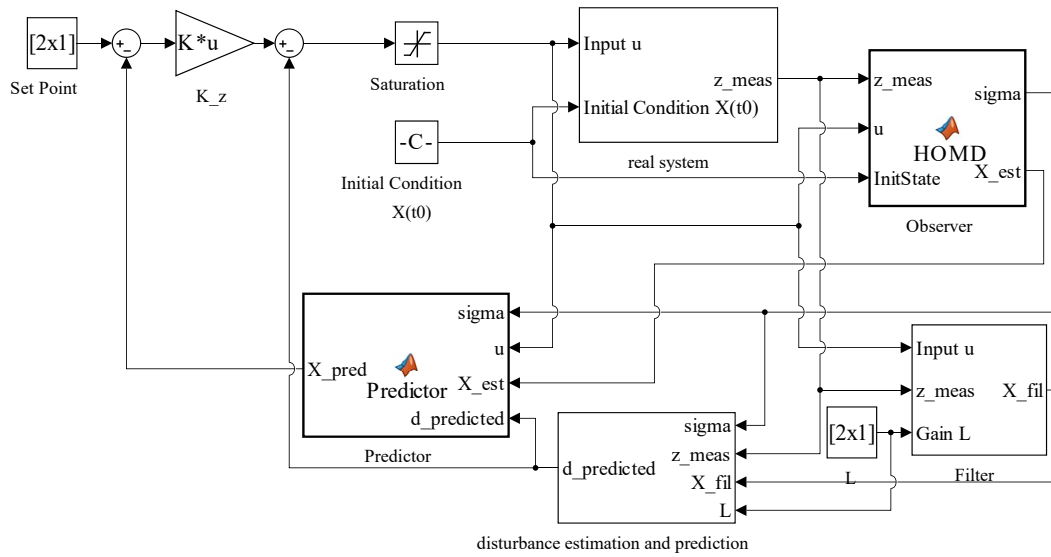 [2x1]
Set Point
+
−
K*u
K_z
+
−
Saturation
-C-
Initial Condition
X(t0)
Input u
z_meas
Initial Condition X(t0)
real system
z_meas
sigma
u
HOMD
X_est
InitState
Observer
sigma
u
X_pred
Predictor
X_est
d_predicted
Predictor
sigma
z_meas
d_predicted
X_fil
L
disturbance estimation and prediction
[2x1]
L
Input u
z_meas
X_fil
Gain L
Filter